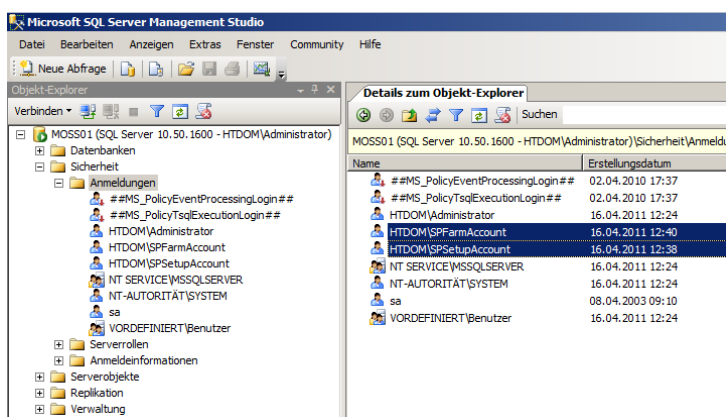 Microsoft SQL Server Management Studio
Datei Bearbeiten Anzeigen Extras Fenster Community Hilfe
Neue Abfrage
Objekt-Explorer
Verbinden
MOSS01 (SQL Server 10.50.1600 - HTDOM\Administrator)
Datenbanken
Sicherheit
Anmeldungen
##MS_PolicyEventProcessingLogin##
##MS_PolicyTsqlExecutionLogin##
HTDOM\Administrator
HTDOM\SPFarmAccount
HTDOM\SPSetupAccount
NT SERVICE\MSSQLSERVER
NT-AUTORITÄT\SYSTEM
sa
VORDEFINIERT\Benutzer
Serverrollen
Anmeldeinformationen
Serverobjekte
Replikation
Verwaltung
Details zum Objekt-Explorer
Suchen
MOSS01 (SQL Server 10.50.1600 - HTDOM\Administrator)\Sicherheit\Anmeldu
Name Erstellungsdatum
##MS_PolicyEventProcessingLogin## 02.04.2010 17:37
##MS_PolicyTsqlExecutionLogin## 02.04.2010 17:37
HTDOM\Administrator 16.04.2011 12:24
HTDOM\SPFarmAccount 16.04.2011 12:40
HTDOM\SPSetupAccount 16.04.2011 12:38
NT SERVICE\MSSQLSERVER 16.04.2011 12:24
NT-AUTORITÄT\SYSTEM 16.04.2011 12:24
sa 08.04.2003 09:10
VORDEFINIERT\Benutzer 16.04.2011 12:24